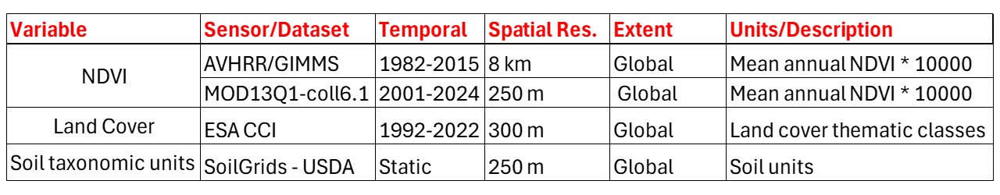 Variable Sensor/Dataset Temporal Spatial Res. Extent Units/Description
NDVI AVHRR/GIMMS 1982-2015 8 km Global Mean annual NDVI * 10000
MOD13Q1-coll6.1 2001-2024 250 m Global Mean annual NDVI * 10000
Land Cover ESA CCI 1992-2022 300 m Global Land cover thematic classes
Soil taxonomic units SoilGrids - USDA Static 250 m Global Soil units